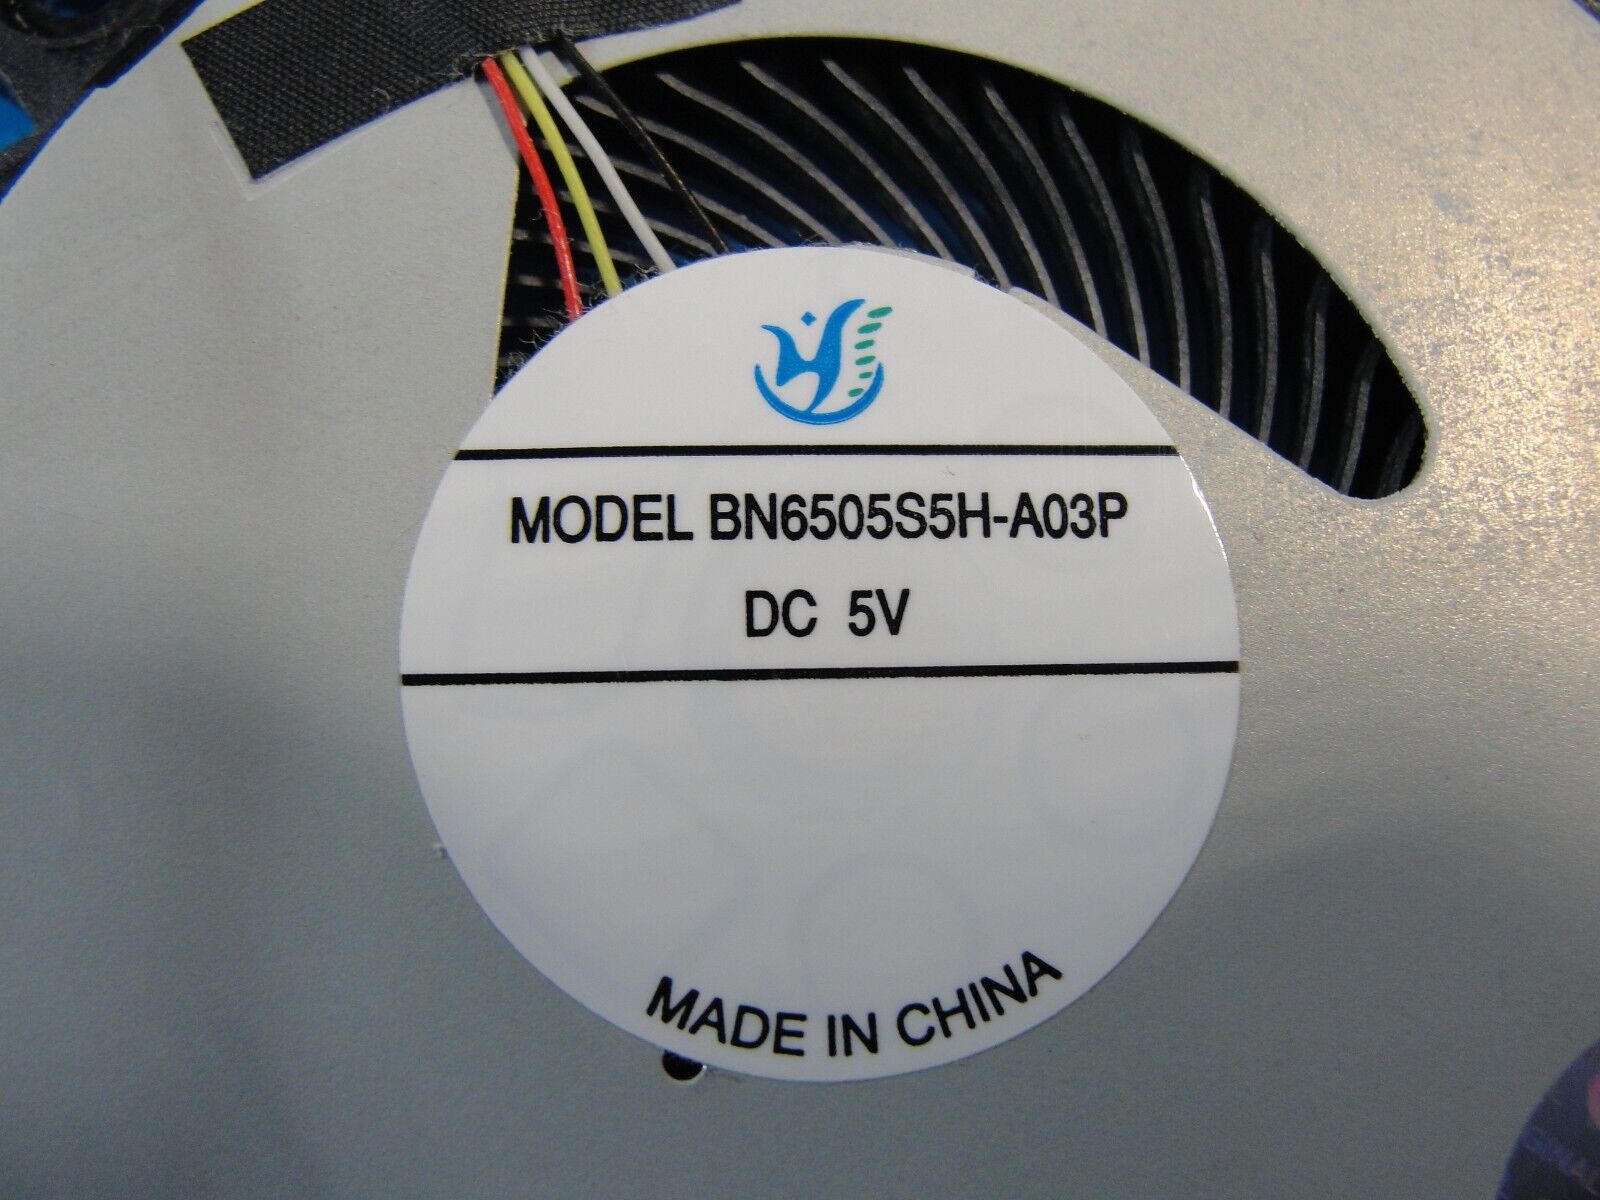 MODEL BN6505S5H-A03P
DC 5V
MADE IN CHINA